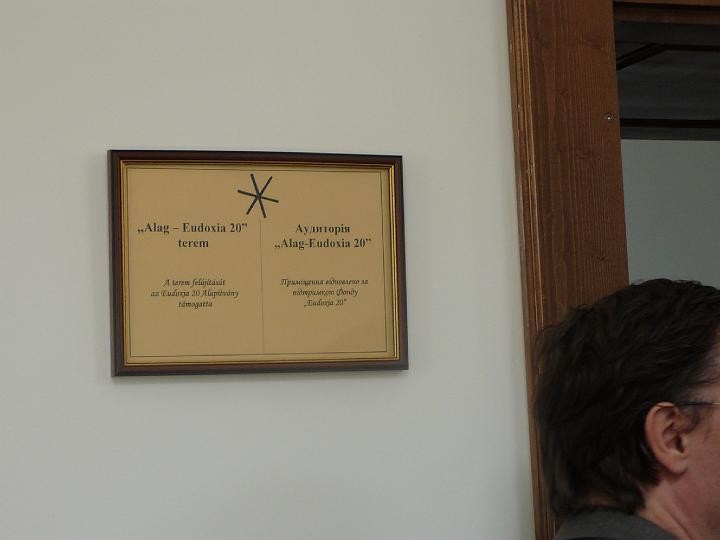 „Alag – Eudoxia 20”
terem
A terem felújítását
az Eudoxia 20 Alapítvány
támogatta
Аудиторія
„Alag-Eudoxia 20”
Приміщення відновлено за
підтримкою Фонду
„Eudoxia 20”